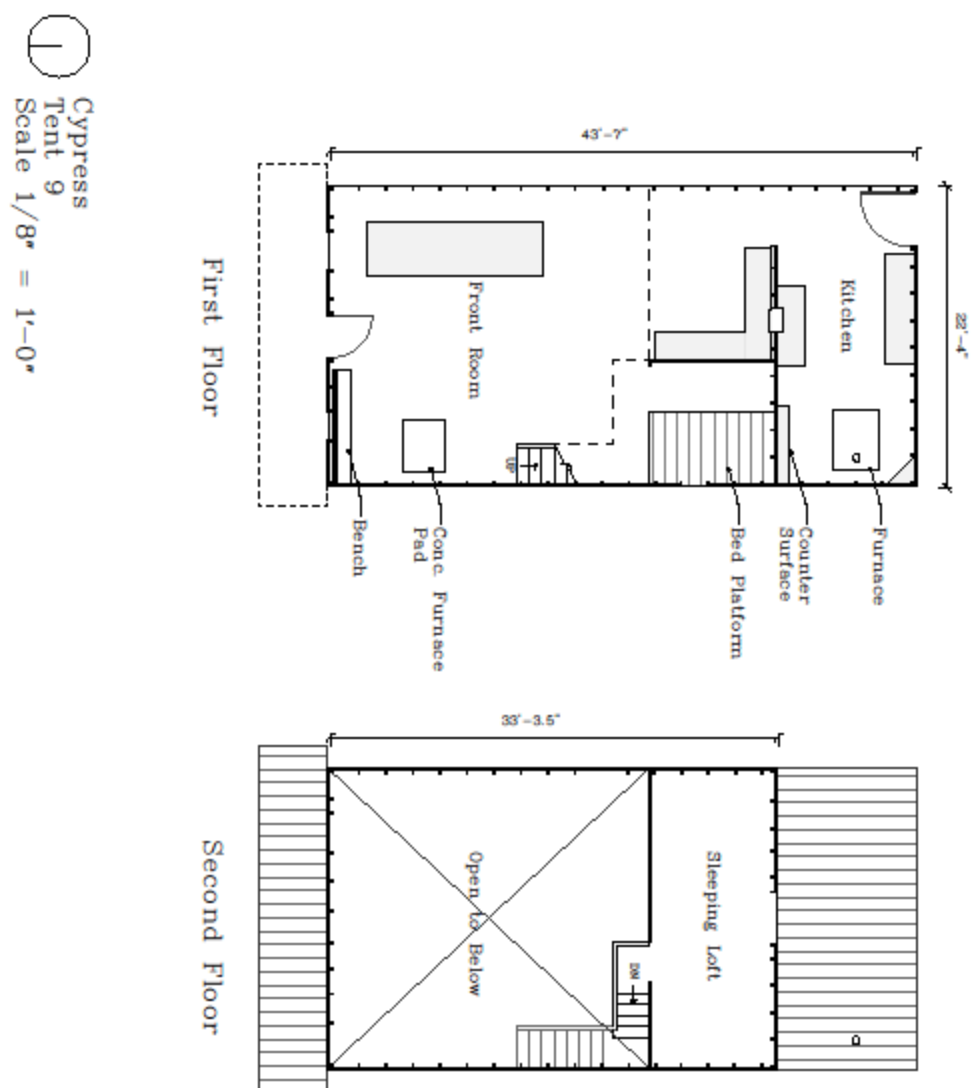 Cypress
Tent 9
Scale 1/8" = 1'-0"
43'-7"
22'-4"
Kitchen
Front Room
UP
Furnace
Counter
Surface
Bed Platform
Conc. Furnace
Pad
Bench
First Floor
33'-3.5"
Sleeping Loft
Open to Below
DN
Second Floor